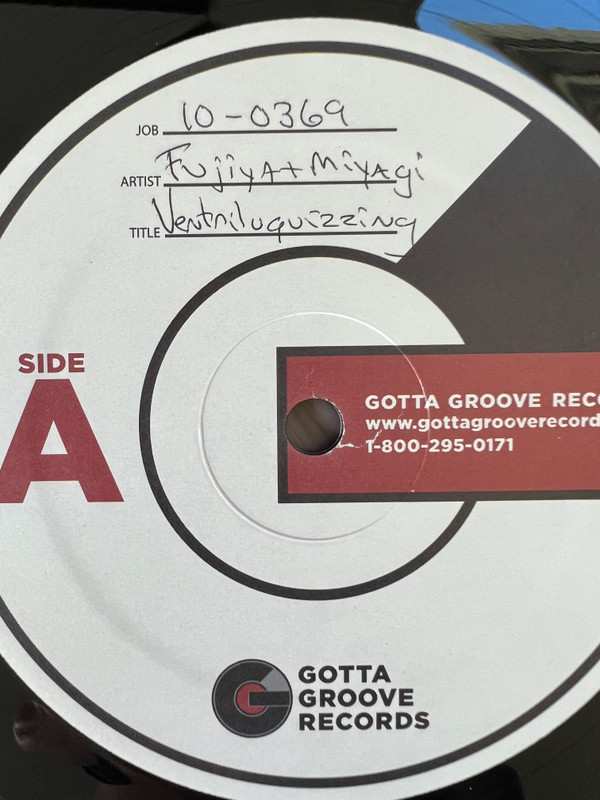 JOB 10-0369
ARTIST Fujiya + Miyagi
TITLE Ventriluquizzing
SIDE
A
GOTTA GROOVE RECO
www.gottagrooverecord
1-800-295-0171
GOTTA
GROOVE
RECORDS